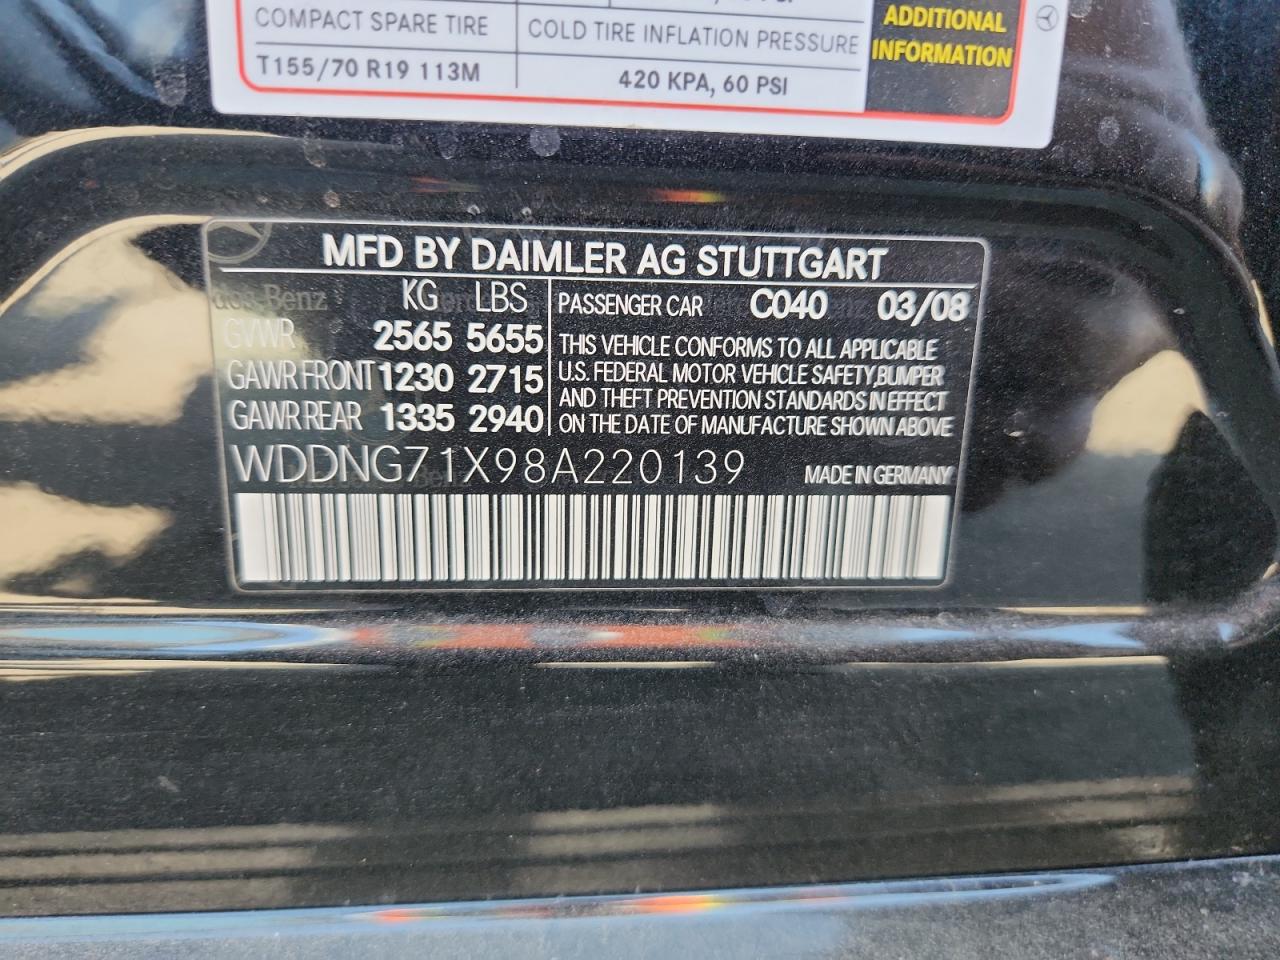 COMPACT SPARE TIRE COLD TIRE INFLATION PRESSURE
T155/70 R19 113M 420 KPA, 60 PSI
ADDITIONAL
INFORMATION
MFD BY DAIMLER AG STUTTGART
KG LBS PASSENGER CAR C040 03/08
GVWR 2565 5655
GAWR FRONT 1230 2715
GAWR REAR 1335 2940
THIS VEHICLE CONFORMS TO ALL APPLICABLE
U.S. FEDERAL MOTOR VEHICLE SAFETY,BUMPER
AND THEFT PREVENTION STANDARDS IN EFFECT
ON THE DATE OF MANUFACTURE SHOWN ABOVE
WDDNG71X98A220139 MADE IN GERMANY